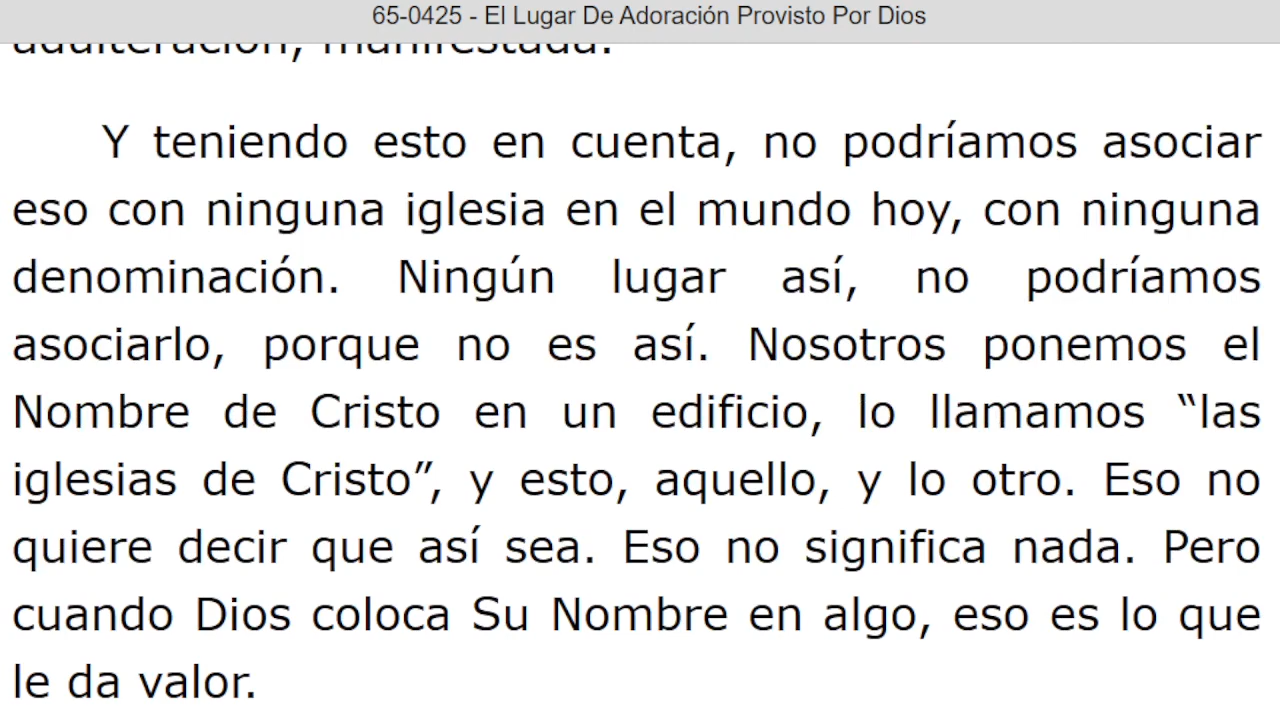 65-0425 - El Lugar De Adoración Provisto Por Dios
adulteración, manifestada.
Y teniendo esto en cuenta, no podríamos asociar
eso con ninguna iglesia en el mundo hoy, con ninguna
denominación. Ningún lugar así, no podríamos
asociarlo, porque no es así. Nosotros ponemos el
Nombre de Cristo en un edificio, lo llamamos “las
iglesias de Cristo”, y esto, aquello, y lo otro. Eso no
quiere decir que así sea. Eso no significa nada. Pero
cuando Dios coloca Su Nombre en algo, eso es lo que
le da valor.